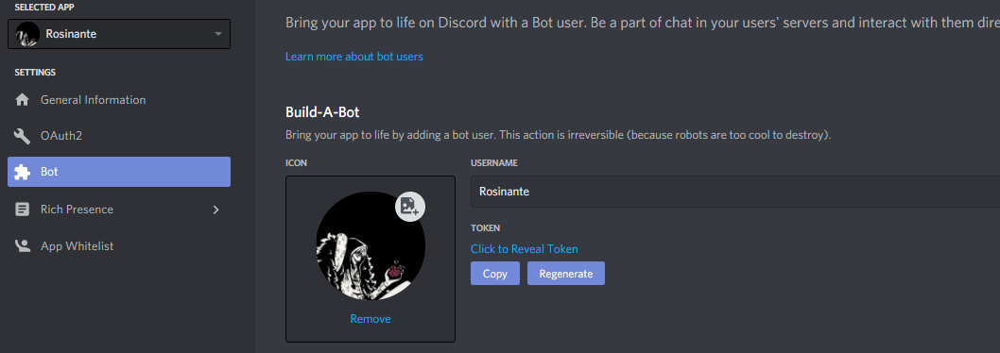 SELECTED APP
Rosinante
SETTINGS
General Information
OAuth2
Bot
Rich Presence
App Whitelist
Bring your app to life on Discord with a Bot user. Be a part of chat in your users' servers and interact with them dire
Learn more about bot users
Build-A-Bot
Bring your app to life by adding a bot user. This action is irreversible (because robots are too cool to destroy).
ICON
Remove
USERNAME
Rosinante
TOKEN
Click to Reveal Token
Copy Regenerate